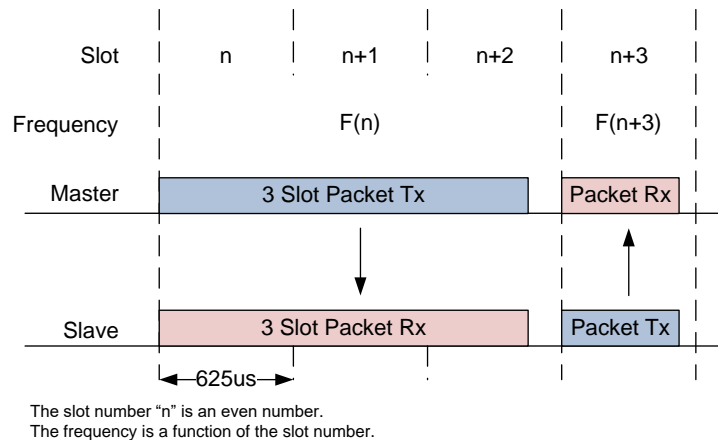 Slot n n+1 n+2 n+3
Frequency F(n) F(n+3)
Master 3 Slot Packet Tx Packet Rx
Slave 3 Slot Packet Rx Packet Tx
625us
The slot number “n” is an even number.
The frequency is a function of the slot number.